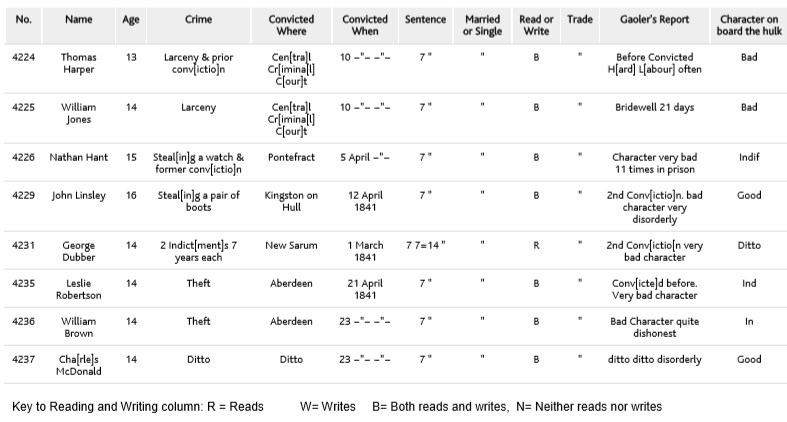 No. Name Age Crime Convicted Convicted Sentence Married Read or Trade Gaoler's Report Character on
Where When or Single Write board the hulk
4224 Thomas 13 Larceny & prior Cen[tra]l 10 –"– –"– 7 " " B " Before Convicted Bad
Harper conv[ictio]n Cr[imina]l] H[ard] L[abour] often
C[our]t
4225 William 14 Larceny Cen[tra]l 10 –"– –"– 7 " " B " Bridewell 21 days Bad
Jones Cr[imina]l]
C[our]t
4226 Nathan Hant 15 Steal[in]g a watch & Pontefract 5 April –"– 7 " " B " Character very bad Indif
former conv[ictio]n 11 times in prison
4229 John Linsley 16 Steal[in]g a pair of Kingston on 12 April 7 " " B " 2nd Conv[ictio]n. bad Good
boots Hull 1841 character very
disorderly
4231 George 14 2 Indict[ment]s 7 New Sarum 1 March 7 7=14 " " R " 2nd Conv[ictio[n very Ditto
Dubber years each 1841 bad character
4235 Leslie 14 Theft Aberdeen 21 April 7 " " B " Conv[icte]d before. Ind
Robertson 1841 Very bad character
4236 William 14 Theft Aberdeen 23 –"– –"– 7 " " B " Bad Character quite In
Brown dishonest
4237 Cha[rle]s 14 Ditto Ditto 23 –"– –"– 7 " " B " ditto ditto disorderly Good
McDonald
Key to Reading and Writing column: R = Reads W= Writes B= Both reads and writes, N= Neither reads nor writes